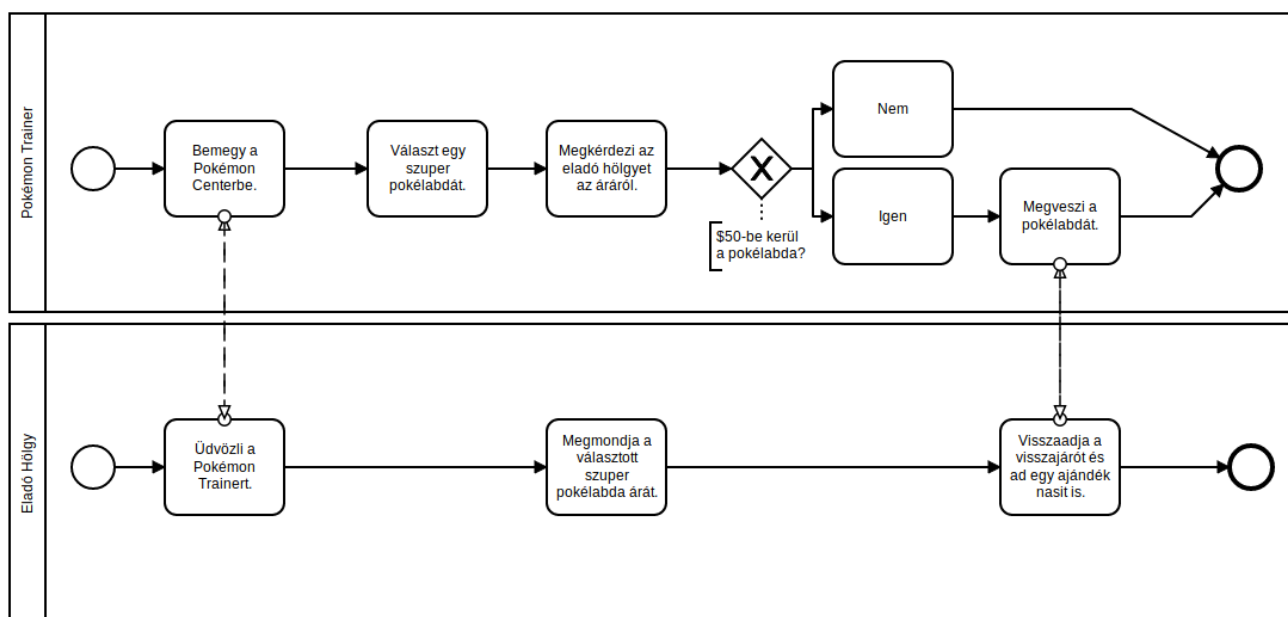 Pokémon Trainer
Bemegy a
Pokémon
Centerbe.
Választ egy
szuper
pokélabdát.
Megkérdezi az
eladó hölgyet
az áráról.
$50-be kerül
a pokélabda?
Nem
Igen
Megveszi a
pokélabdát.
Eladó Hölgy
Üdvözli a
Pokémon
Trainert.
Megmondja a
választott
szuper
pokélabda árát.
Visszaadja a
visszajárót és
ad egy ajándék
nasit is.